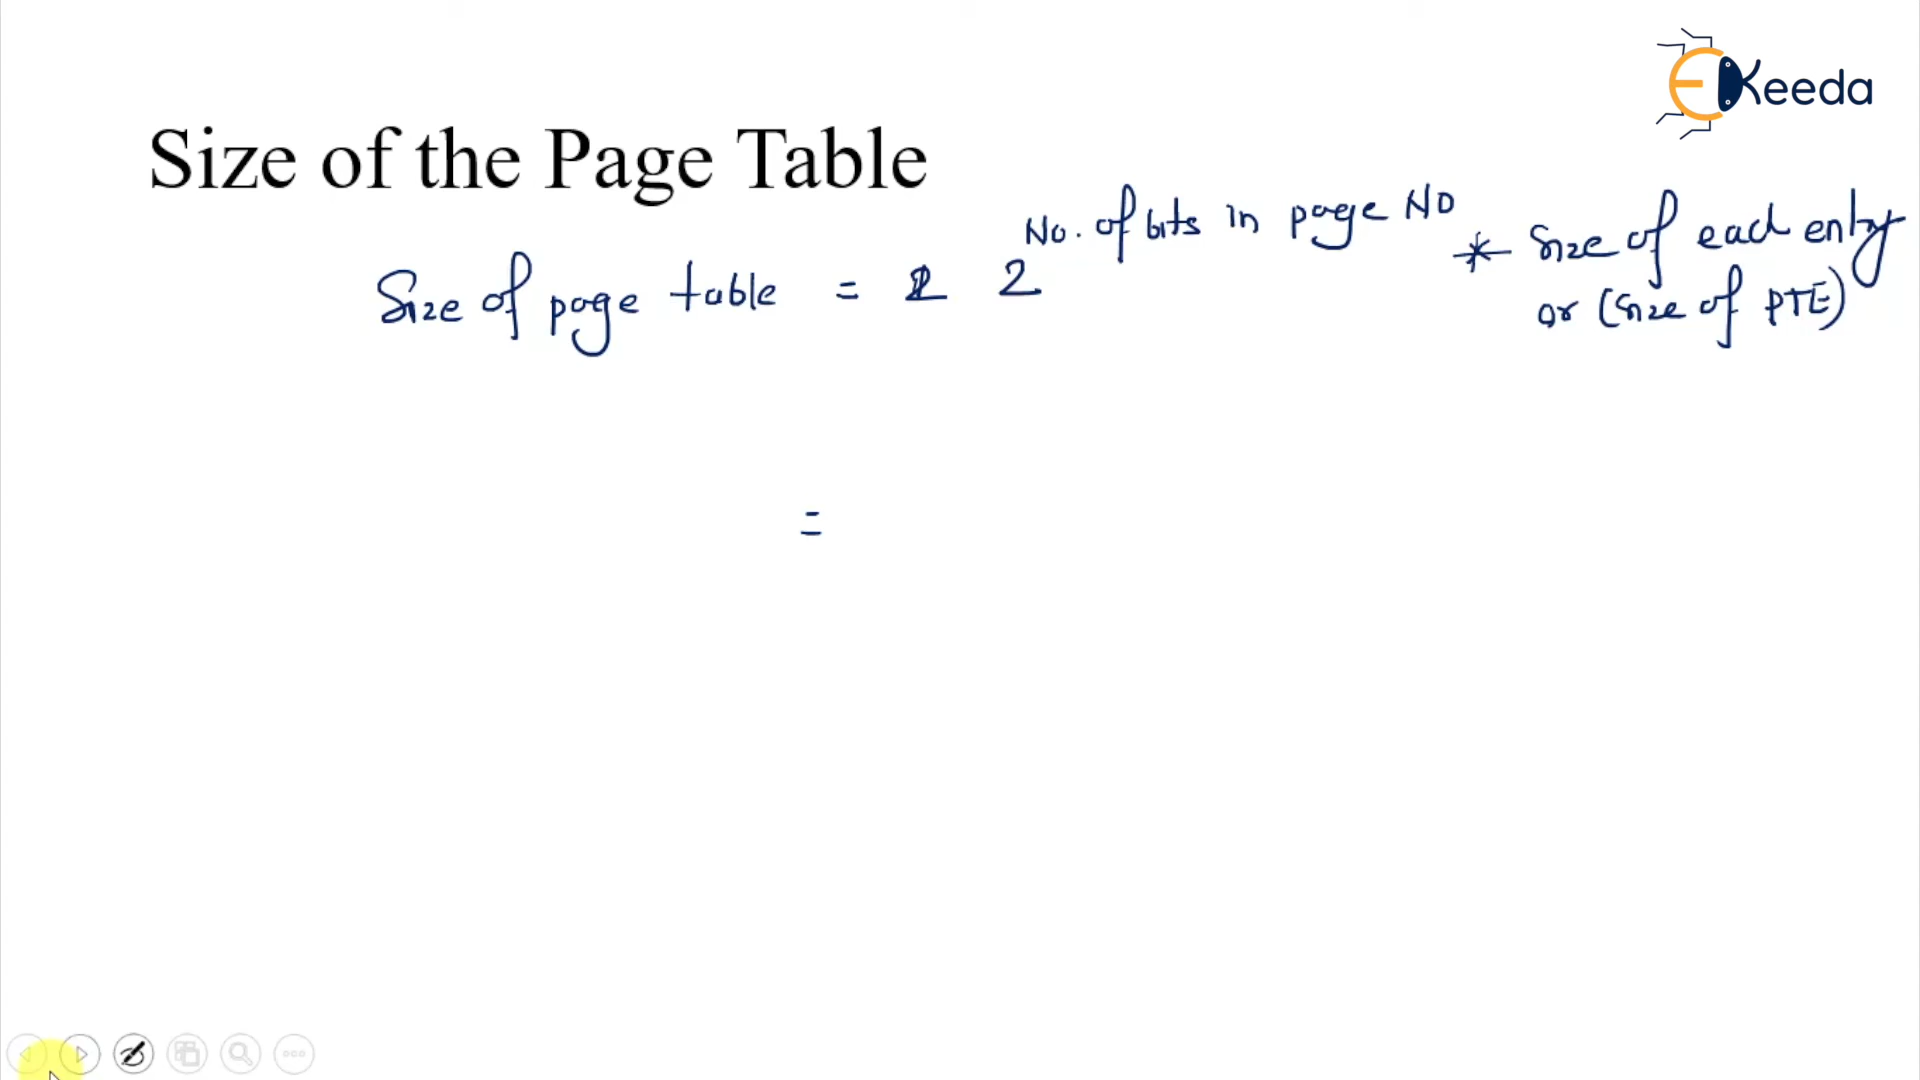 EKeeda
Size of the Page Table
No. of bits in page No
Size of page table = 2 * Size of each entry
or (Size of PTE)
=